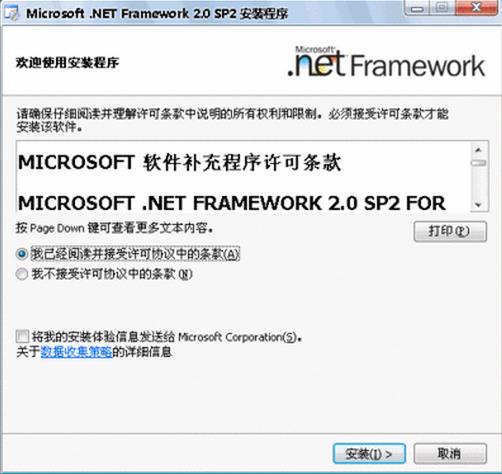 Microsoft .NET Framework 2.0 SP2 安装程序
欢迎使用安装程序
Microsoft
.net Framework
请确保仔细阅读并理解许可条款中说明的所有权利和限制。必须接受许可条款才能
安装该软件。
MICROSOFT 软件补充程序许可条款
MICROSOFT .NET FRAMEWORK 2.0 SP2 FOR
按 Page Down 键可查看更多文本内容。
打印(P)
我已经阅读并接受许可协议中的条款(A)
我不接受许可协议中的条款(N)
将我的安装体验信息发送给 Microsoft Corporation(S)。
关于数据收集策略的详细信息
安装(I) >
取消